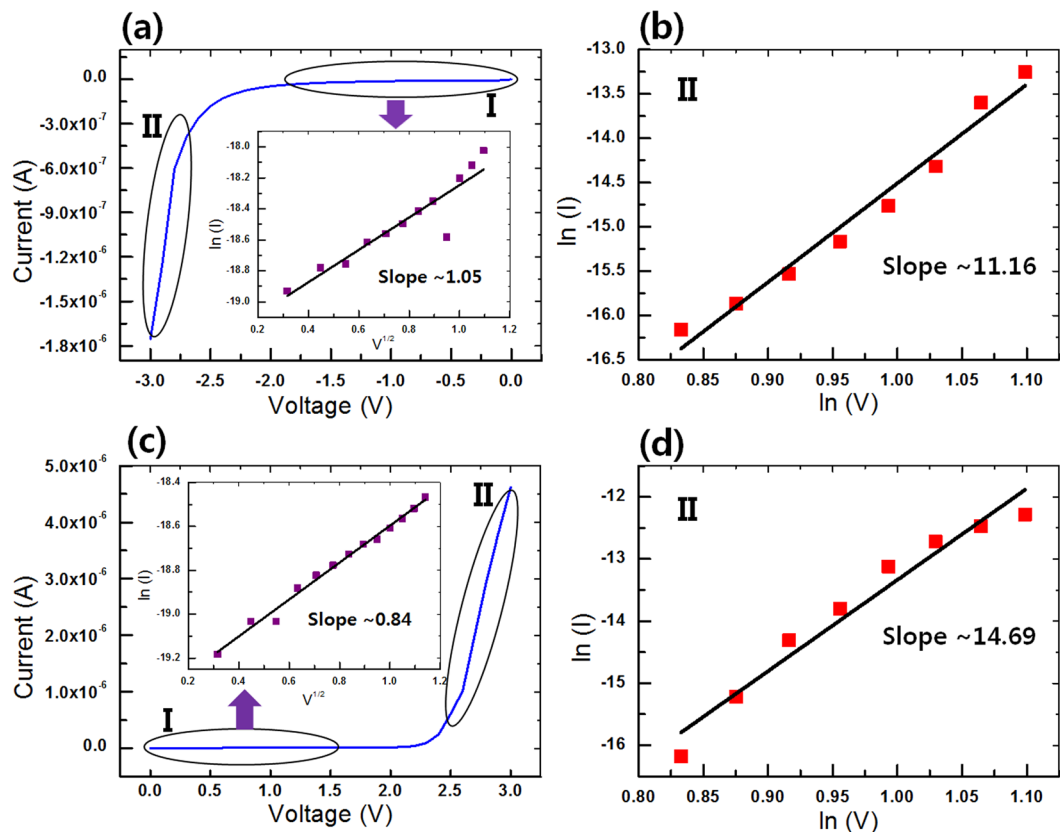 (a)
0.0
-3.0x10⁻⁷
-6.0x10⁻⁷
-9.0x10⁻⁷
-1.2x10⁻⁶
-1.5x10⁻⁶
-1.8x10⁻⁶
Current (A)
I
II
-18.0
-18.2
-18.4
-18.6
-18.8
-19.0
ln (I)
Slope ~1.05
0.2 0.4 0.6 0.8 1.0 1.2
V^1/2
-3.0 -2.5 -2.0 -1.5 -1.0 -0.5 0.0
Voltage (V)
(b)
-13.0
-13.5
-14.0
-14.5
-15.0
-15.5
-16.0
-16.5
ln (I)
II
Slope ~11.16
0.80 0.85 0.90 0.95 1.00 1.05 1.10
ln (V)
(c)
5.0x10⁻⁶
4.0x10⁻⁶
3.0x10⁻⁶
2.0x10⁻⁶
1.0x10⁻⁶
0.0
Current (A)
-18.4
-18.6
-18.8
-19.0
-19.2
ln (I)
Slope ~0.84
0.2 0.4 0.6 0.8 1.0 1.2
V^1/2
II
I
0.0 0.5 1.0 1.5 2.0 2.5 3.0
Voltage (V)
(d)
-12
-13
-14
-15
-16
ln (I)
II
Slope ~14.69
0.80 0.85 0.90 0.95 1.00 1.05 1.10
ln (V)